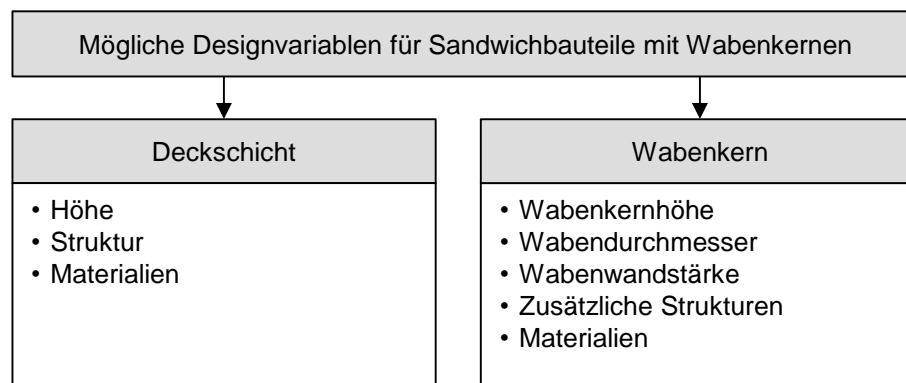 Mögliche Designvariablen für Sandwichbauteile mit Wabenkernen
Deckschicht
• Höhe
• Struktur
• Materialien
Wabenkern
• Wabenkernhöhe
• Wabendurchmesser
• Wabenwandstärke
• Zusätzliche Strukturen
• Materialien